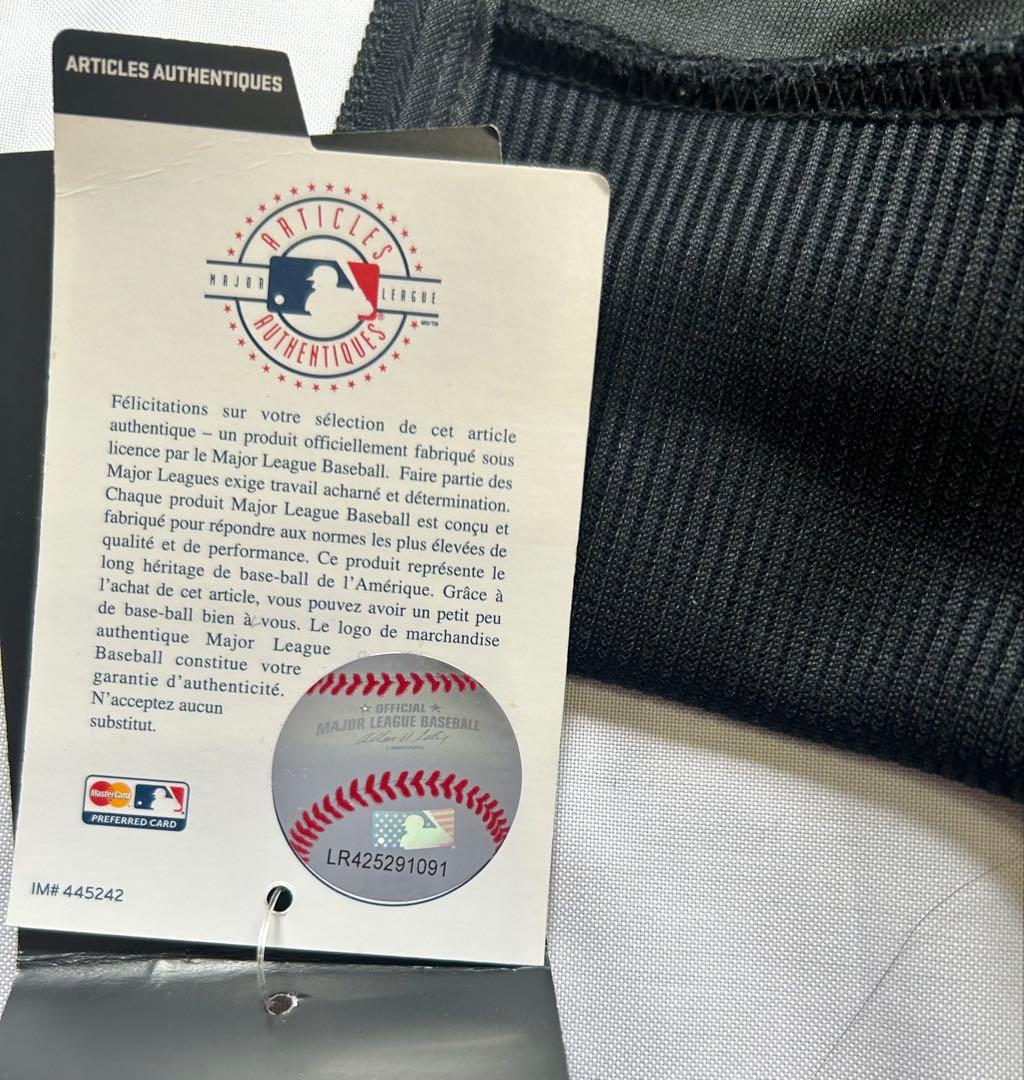 ARTICLES AUTHENTIQUES
ARTICLES
MAJOR LEAGUE
AUTHENTIQUES
MD/TM
Félicitations sur votre sélection de cet article
authentique – un produit officiellement fabriqué sous
licence par le Major League Baseball. Faire partie des
Major Leagues exige travail acharné et détermination.
Chaque produit Major League Baseball est conçu et
fabriqué pour répondre aux normes les plus élevées de
qualité et de performance. Ce produit représente le
long héritage de base-ball de l’Amérique. Grâce à
l’achat de cet article, vous pouvez avoir un petit peu
de base-ball bien à vous. Le logo de marchandise
authentique Major League
Baseball constitue votre
garantie d’authenticité.
N’acceptez aucun
substitut.
OFFICIAL
MAJOR LEAGUE BASEBALL
Allan H. Selig
LR425291091
MasterCard
PREFERRED CARD
IM# 445242